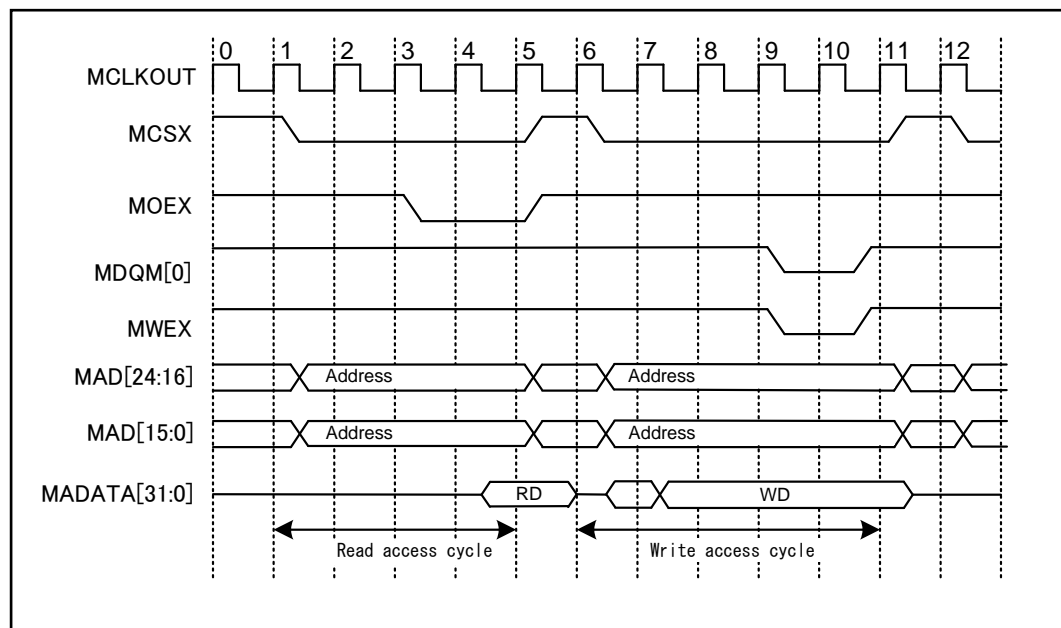 0 1 2 3 4 5 6 7 8 9 10 11 12
MCLKOUT
MCSX
MOEX
MDQM[0]
MWEX
MAD[24:16] Address Address
MAD[15:0] Address Address
MADATA[31:0] RD WD
Read access cycle Write access cycle